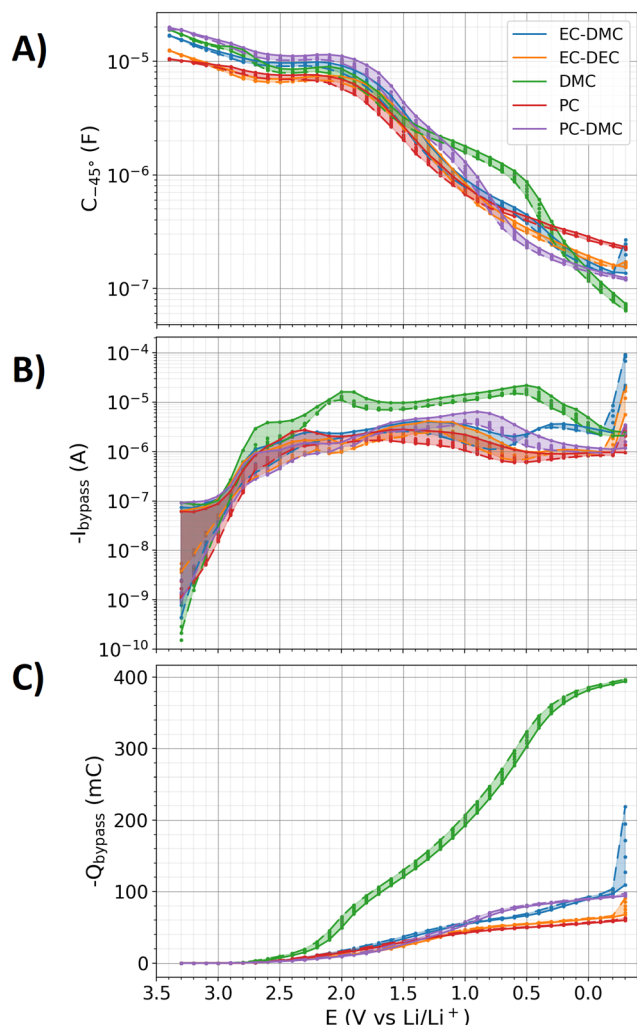 A)
C₋₄₅° (F)
10⁻⁵
10⁻⁶
10⁻⁷
EC-DMC
EC-DEC
DMC
PC
PC-DMC
B)
-I_bypass (A)
10⁻⁴
10⁻⁵
10⁻⁶
10⁻⁷
10⁻⁸
10⁻⁹
10⁻¹⁰
C)
-Q_bypass (mC)
400
300
200
100
0
3.5 3.0 2.5 2.0 1.5 1.0 0.5 0.0
E (V vs Li/Li⁺)